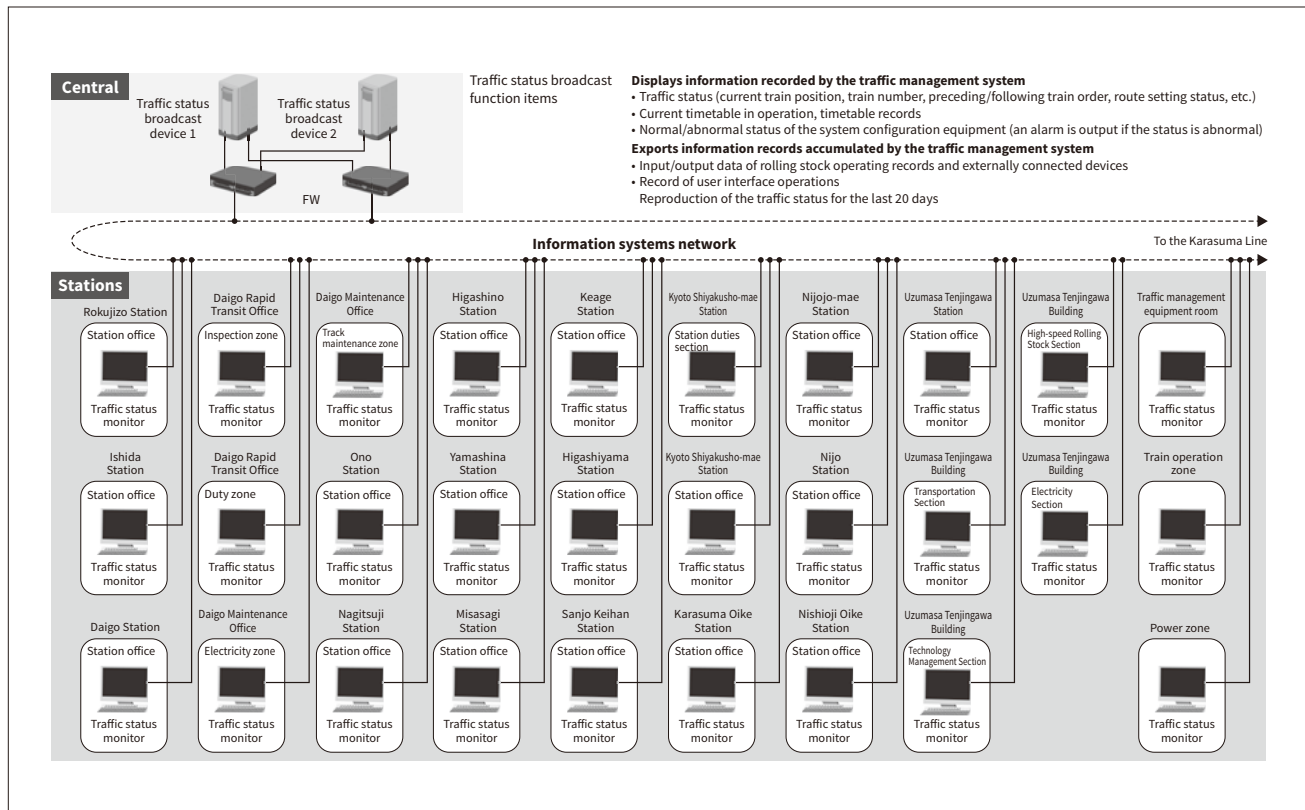 Central
Traffic status
broadcast
device 1
Traffic status
broadcast
device 2
FW
Traffic status broadcast
function items
Displays information recorded by the traffic management system
• Traffic status (current train position, train number, preceding/following train order, route setting status, etc.)
• Current timetable in operation, timetable records
• Normal/abnormal status of the system configuration equipment (an alarm is output if the status is abnormal)
Exports information records accumulated by the traffic management system
• Input/output data of rolling stock operating records and externally connected devices
• Record of user interface operations
Reproduction of the traffic status for the last 20 days
Information systems network
To the Karasuma Line
Stations
Rokujizo Station
Station office
Traffic status
monitor
Daigo Rapid
Transit Office
Inspection zone
Traffic status
monitor
Daigo Maintenance
Office
Track
maintenance zone
Traffic status
monitor
Higashino
Station
Station office
Traffic status
monitor
Keage
Station
Station office
Traffic status
monitor
Kyoto Shiyakusho-mae
Station
Station duties
section
Traffic status
monitor
Nijojo-mae
Station
Station office
Traffic status
monitor
Uzumasa Tenjingawa
Station
Station office
Traffic status
monitor
Uzumasa Tenjingawa
Building
High-speed Rolling
Stock Section
Traffic status
monitor
Traffic management
equipment room
Traffic status
monitor
Ishida
Station
Station office
Traffic status
monitor
Daigo Rapid
Transit Office
Duty zone
Traffic status
monitor
Ono
Station
Station office
Traffic status
monitor
Yamashina
Station
Station office
Traffic status
monitor
Higashiyama
Station
Station office
Traffic status
monitor
Kyoto Shiyakusho-mae
Station
Station office
Traffic status
monitor
Nijo
Station
Station office
Traffic status
monitor
Uzumasa Tenjingawa
Building
Transportation
Section
Traffic status
monitor
Uzumasa Tenjingawa
Building
Electricity
Section
Traffic status
monitor
Train operation
zone
Traffic status
monitor
Daigo Station
Station office
Traffic status
monitor
Daigo Maintenance
Office
Electricity zone
Traffic status
monitor
Nagitsuji
Station
Station office
Traffic status
monitor
Misasagi
Station
Station office
Traffic status
monitor
Sanjo Keihan
Station
Station office
Traffic status
monitor
Karasuma Oike
Station
Station office
Traffic status
monitor
Nishioji Oike
Station
Station office
Traffic status
monitor
Uzumasa Tenjingawa
Building
Technology
Management Section
Traffic status
monitor
Power zone
Traffic status
monitor